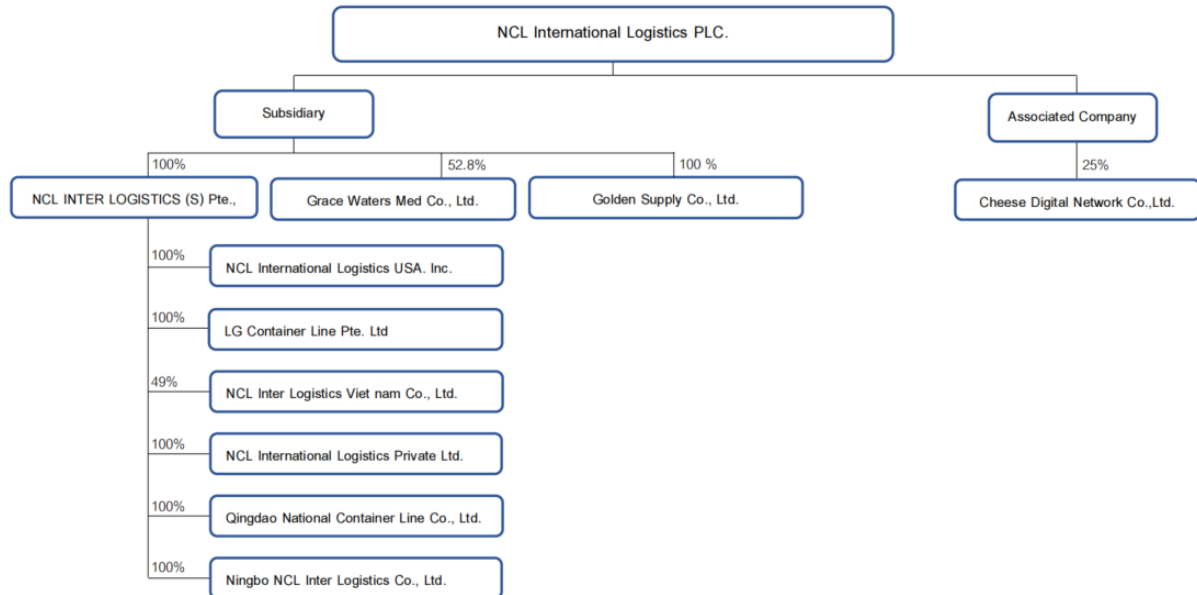 NCL International Logistics PLC.
Subsidiary
Associated Company
100%
52.8%
100 %
25%
NCL INTER LOGISTICS (S) Pte.,
Grace Waters Med Co., Ltd.
Golden Supply Co., Ltd.
Cheese Digital Network Co.,Ltd.
100%
NCL International Logistics USA. Inc.
100%
LG Container Line Pte. Ltd
49%
NCL Inter Logistics Viet nam Co., Ltd.
100%
NCL International Logistics Private Ltd.
100%
Qingdao National Container Line Co., Ltd.
100%
Ningbo NCL Inter Logistics Co., Ltd.